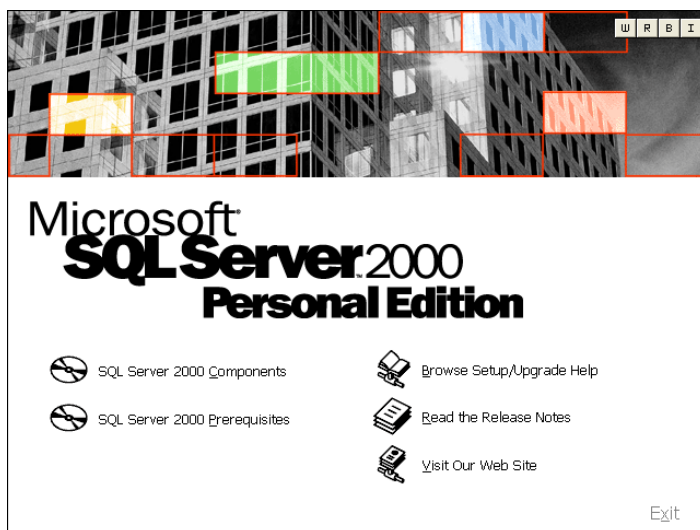 W R B I
Microsoft®
SQL Server™ 2000
Personal Edition
SQL Server 2000 Components
SQL Server 2000 Prerequisites
Browse Setup/Upgrade Help
Read the Release Notes
Visit Our Web Site
Exit